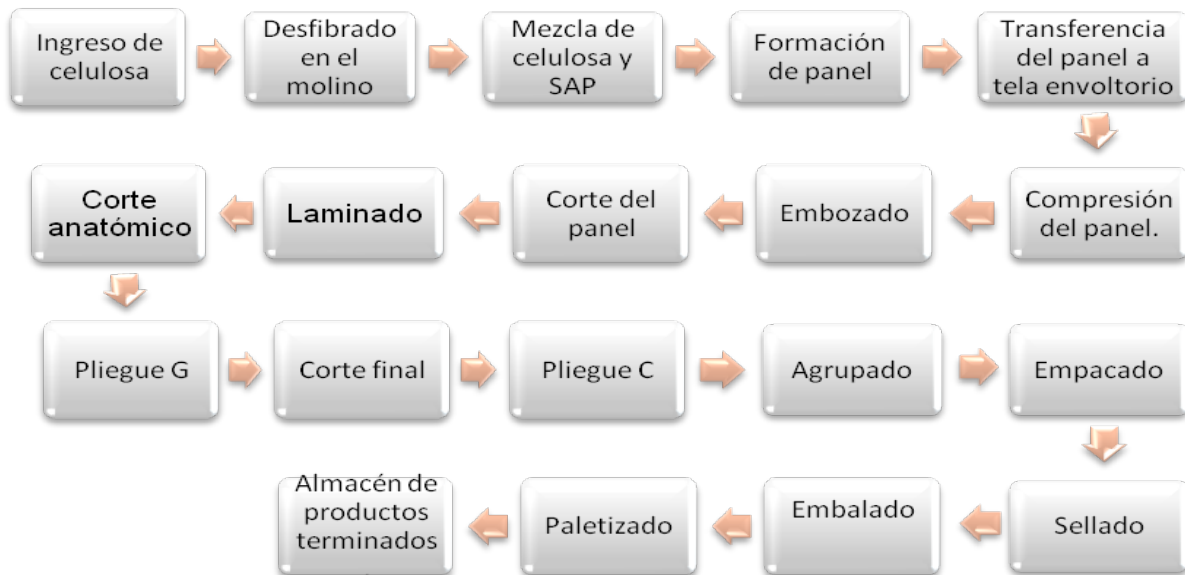 Ingreso de
celulosa
Desfibrado
en el
molino
Mezcla de
celulosa y
SAP
Formación
de panel
Transferencia
del panel a
tela envoltorio
Compresión
del panel.
Embozado
Corte del
panel
Laminado
Corte
anatómico
Pliegue G
Corte final
Pliegue C
Agrupado
Empacado
Sellado
Embalado
Paletizado
Almacén de
productos
terminados